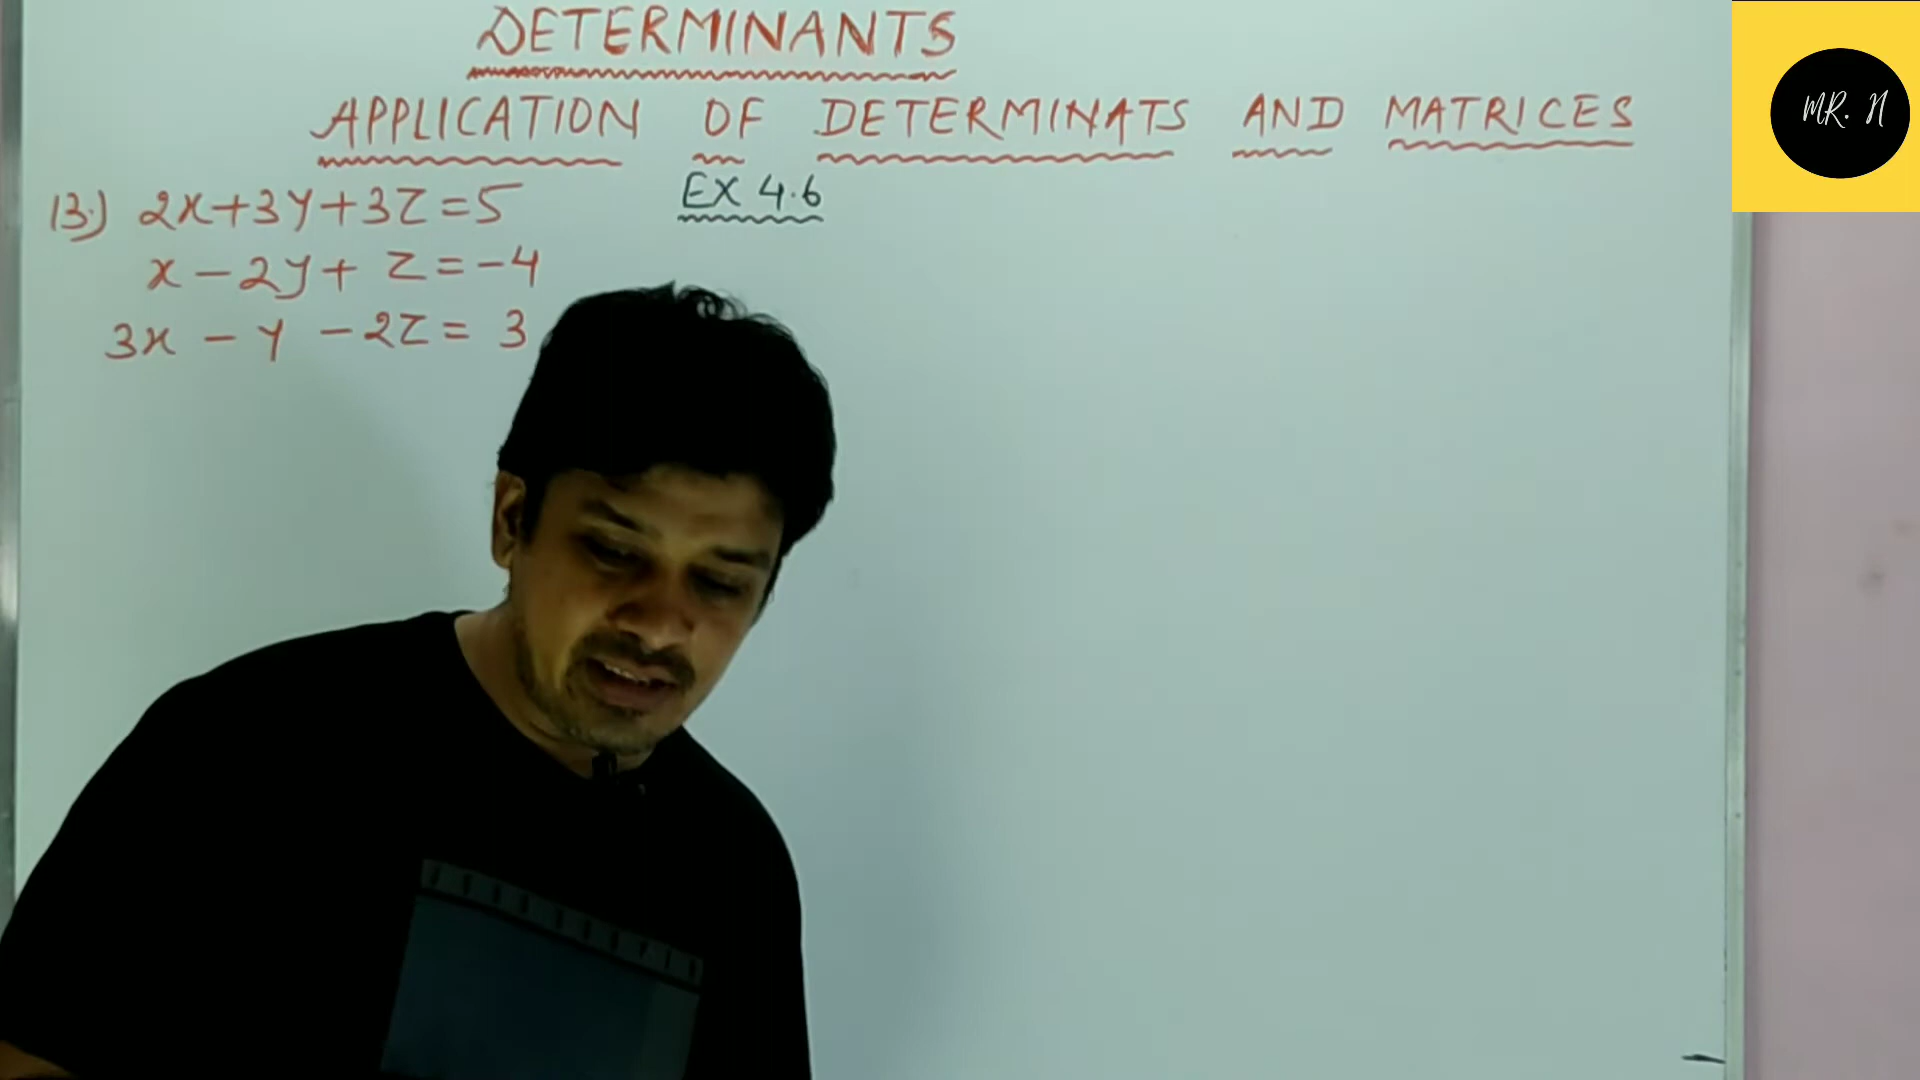 DETERMINANTS
APPLICATION OF DETERMINATS AND MATRICES
EX 4.6
13.) 2x+3y+3z=5
x-2y+ z=-4
3x - y -2z= 3
MR. N